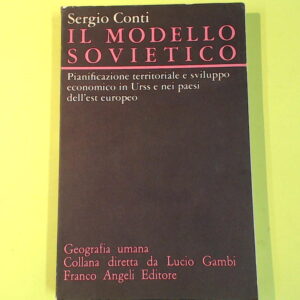 Sergio Conti
IL MODELLO
SOVIETICO
Pianificazione territoriale e sviluppo
economico in Urss e nei paesi
dell'est europeo
Geografia umana
Collana diretta da Lucio Gambi
Franco Angeli Editore